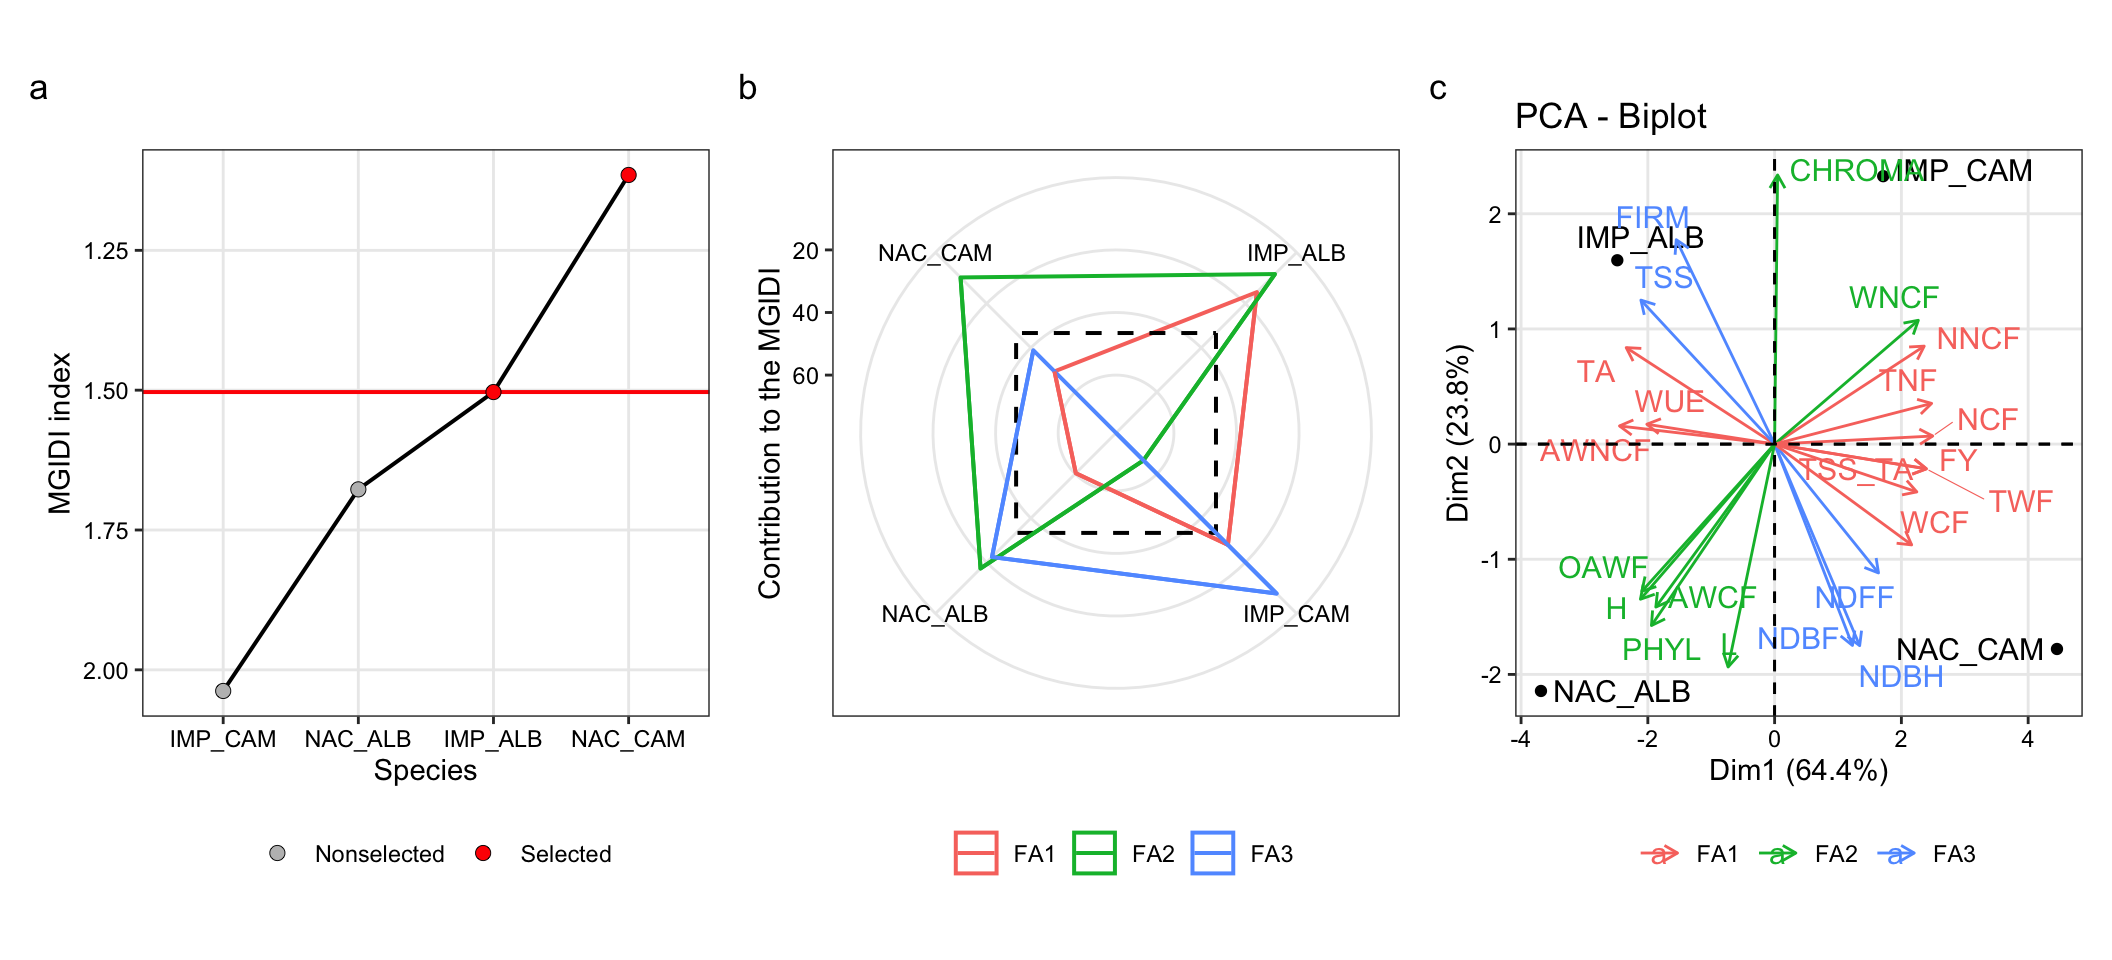 a
MGIDI index
1.25
1.50
1.75
2.00
IMP_CAM NAC_ALB IMP_ALB NAC_CAM
Species
Nonselected Selected
b
Contribution to the MGIDI
20
40
60
NAC_CAM IMP_ALB
NAC_ALB IMP_CAM
FA1 FA2 FA3
c
PCA - Biplot
Dim2 (23.8%)
2
1
0
-1
-2
CHROMA IMP_CAM
FIRM
IMP_ALB
TSS
WNCF
NNCF
TA
TNF
WUE
NCF
AWNCF
FY
TSS_TA
TWF
WCF
OAWF
AWCF
NDFF
H
L
PHYL
NDBF
NAC_CAM
NDBH
NAC_ALB
-4 -2 0 2 4
Dim1 (64.4%)
a FA1 a FA2 a FA3